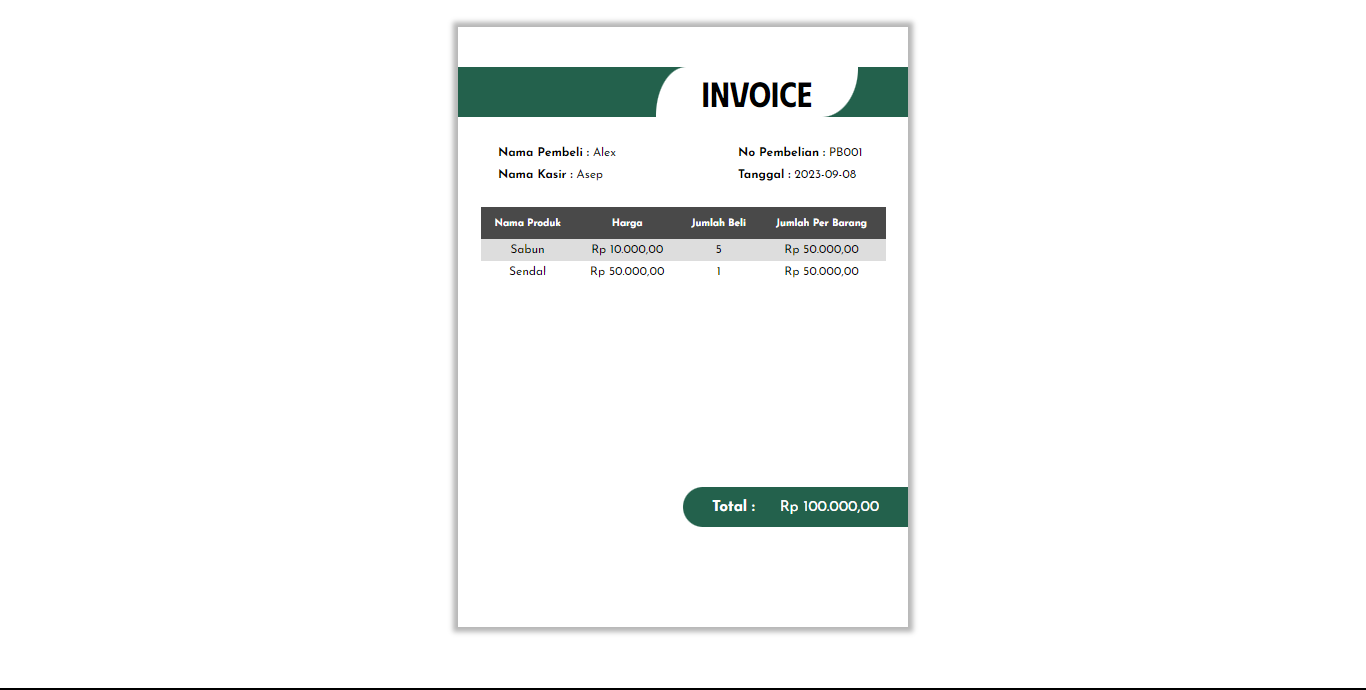 INVOICE
Nama Pembeli : Alex
No Pembelian : PB001
Nama Kasir : Asep
Tanggal : 2023-09-08
Nama Produk Harga Jumlah Beli Jumlah Per Barang
Sabun Rp 10.000,00 5 Rp 50.000,00
Sendal Rp 50.000,00 1 Rp 50.000,00
Total : Rp 100.000,00